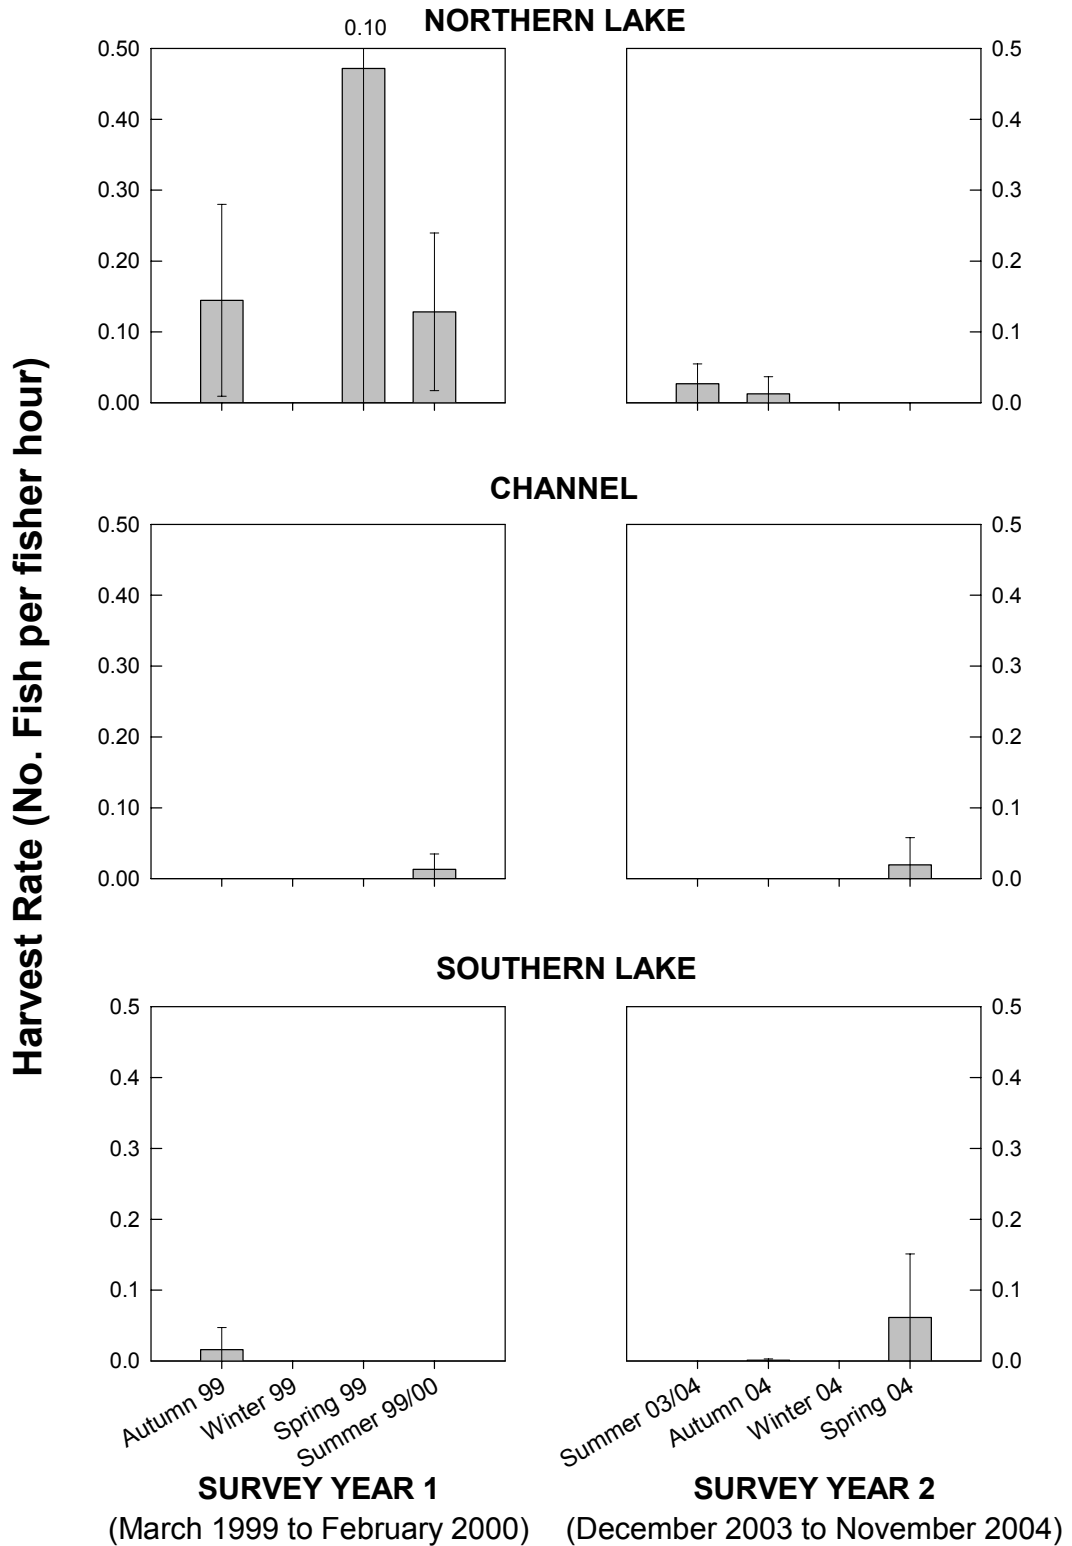 NORTHERN LAKE
0.10
0.50 0.5
0.40 0.4
0.30 0.3
0.20 0.2
0.10 0.1
0.00 0.0
CHANNEL
0.50 0.5
0.40 0.4
0.30 0.3
0.20 0.2
0.10 0.1
0.00 0.0
SOUTHERN LAKE
0.5 0.5
0.4 0.4
0.3 0.3
0.2 0.2
0.1 0.1
0.0 0.0
Harvest Rate (No. Fish per fisher hour)
Autumn 99
Winter 99
Spring 99
Summer 99/00
Summer 03/04
Autumn 04
Winter 04
Spring 04
SURVEY YEAR 1
(March 1999 to February 2000)
SURVEY YEAR 2
(December 2003 to November 2004)